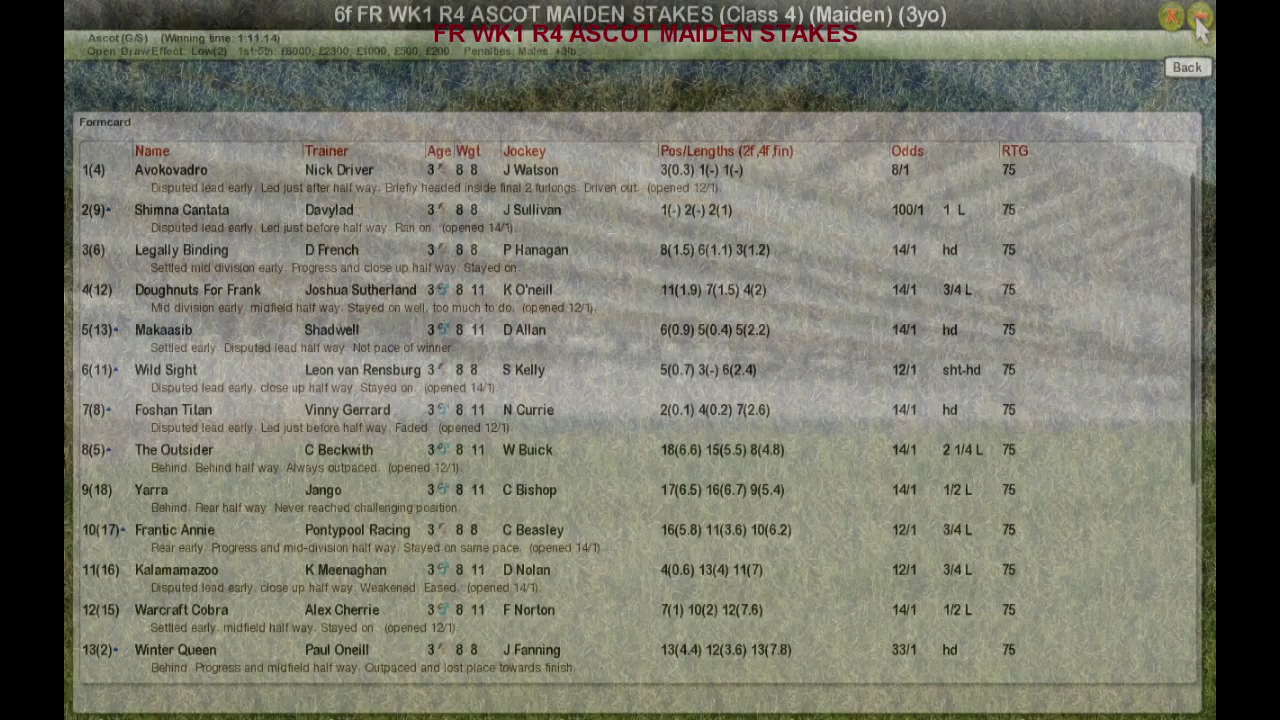 6f FR WK1 R4 ASCOT MAIDEN STAKES (Class 4) (Maiden) (3yo)
FR WK1 R4 ASCOT MAIDEN STAKES
Ascot (G/S) (Winning time: 1:11.14)
Open Draw Effect: Low(2) 1st-5th: £6000, £2300, £1000, £500, £200 Penalties: Males +3lb
Back
Formcard
Name Trainer Age Wgt Jockey Pos/Lengths (2f,4f,fin) Odds RTG
1(4) Avokovadro Nick Driver 3 8 8 J Watson 3(0.3) 1(-) 1(-) 8/1 75
Disputed lead early. Led just after half way. Briefly headed inside final 2 furlongs. Driven out. (opened 12/1).
2(9) Shimna Cantata Davylad 3 8 8 J Sullivan 1(-) 2(-) 2(1) 100/1 1 L 75
Disputed lead early. Led just before half way. Ran on. (opened 14/1).
3(6) Legally Binding D French 3 8 8 P Hanagan 8(1.5) 6(1.1) 3(1.2) 14/1 hd 75
Settled mid division early. Progress and close up half way. Stayed on.
4(12) Doughnuts For Frank Joshua Sutherland 3 8 11 K O'neill 11(1.9) 7(1.5) 4(2) 14/1 3/4 L 75
Mid division early, midfield half way. Stayed on well, too much to do. (opened 12/1).
5(13) Makaasib Shadwell 3 8 11 D Allan 6(0.9) 5(0.4) 5(2.2) 14/1 hd 75
Settled early. Disputed lead half way. Not pace of winner.
6(11) Wild Sight Leon van Rensburg 3 8 8 S Kelly 5(0.7) 3(-) 6(2.4) 12/1 sht-hd 75
Disputed lead early, close up half way. Stayed on. (opened 14/1).
7(8) Foshan Titan Vinny Gerrard 3 8 11 N Currie 2(0.1) 4(0.2) 7(2.6) 14/1 hd 75
Disputed lead early. Led just before half way. Faded. (opened 12/1).
8(5) The Outsider C Beckwith 3 8 11 W Buick 18(6.6) 15(5.5) 8(4.8) 14/1 2 1/4 L 75
Behind. Behind half way. Always outpaced. (opened 12/1).
9(18) Yarra Jango 3 8 11 C Bishop 17(6.5) 16(6.7) 9(5.4) 14/1 1/2 L 75
Behind. Rear half way. Never reached challenging position.
10(17) Frantic Annie Pontypool Racing 3 8 8 C Beasley 16(5.8) 11(3.6) 10(6.2) 12/1 3/4 L 75
Rear early. Progress and mid-division half way. Stayed on same pace. (opened 14/1).
11(16) Kalamamazoo K Meenaghan 3 8 11 D Nolan 4(0.6) 13(4) 11(7) 12/1 3/4 L 75
Disputed lead early, close up half way. Weakened. Eased. (opened 14/1).
12(15) Warcraft Cobra Alex Cherrie 3 8 11 F Norton 7(1) 10(2) 12(7.6) 14/1 1/2 L 75
Settled early, midfield half way. Stayed on. (opened 12/1).
13(2) Winter Queen Paul Oneill 3 8 8 J Fanning 13(4.4) 12(3.6) 13(7.8) 33/1 hd 75
Behind. Progress and midfield half way. Outpaced and lost place towards finish.